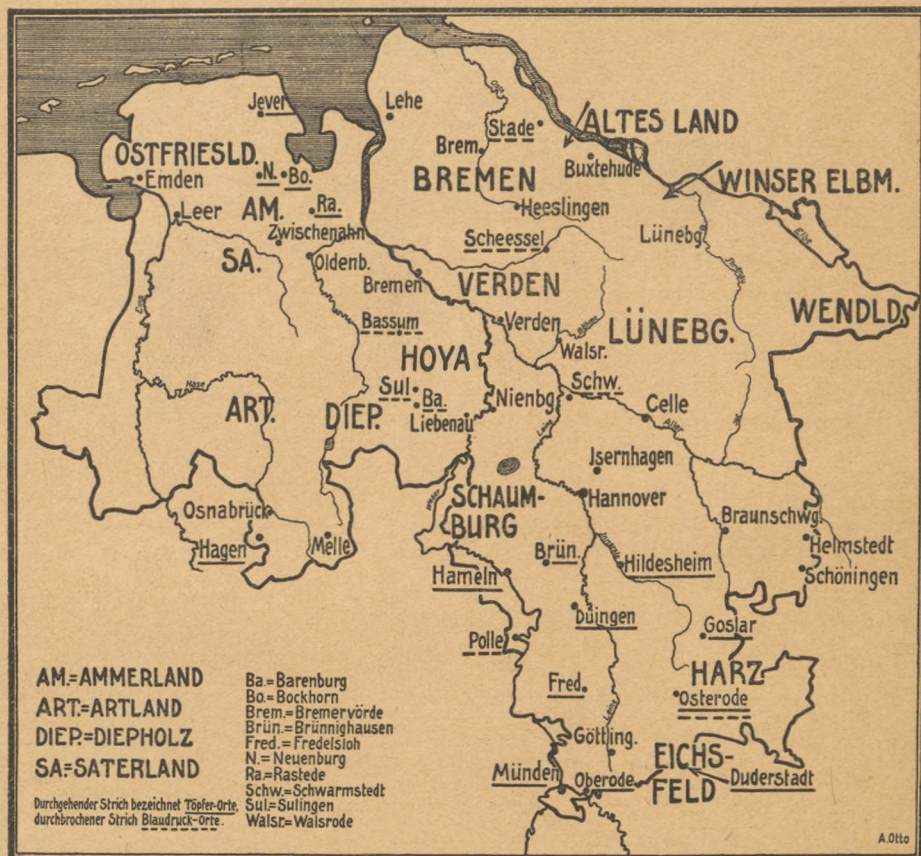 Jever
Lehe
Oste
Stade
ALTES LAND
OSTFRIESLD.
Brem.
Buxtehude
N.
Bo.
Emden
BREMEN
WINSER ELBM.
Leer
AM.
Ra.
Heeslingen
Zwischenahn
Scheessel
Lünebg.
Elbe
SA.
Oldenb.
Bremen
VERDEN
WENDLD.
Bassum
Verden
LÜNEBG.
HOYA
Walsr.
Hase
Sul.
Ba.
Schw.
Nienbg.
ART.
DIEP.
Liebenau
Celle
Aller
Jsernhagen
SCHAUM-
BURG
Hannover
Osnabrück
Braunschwg.
Hagen
Melle
Brün.
Helmstedt
Hameln
Hildesheim
Schöningen
Düingen
Goslar
Polle
HARZ
Fred.
Osterode
Leine
Götting.
EICHS-
FELD
Münden
Oberode
Duderstadt
AM.=AMMERLAND
ART.=ARTLAND
DIEP.=DIEPHOLZ
SA.=SATERLAND
Durchgehender Strich bezeichnet Töpfer-Orte,
durchbrochener Strich Blaudruck-Orte.
Ba.=Barenburg
Bo.=Bockhorn
Brem.=Bremervörde
Brün.=Brünnighausen
Fred.=Fredelsloh
N.=Neuenburg
Ra.=Rastede
Schw.=Schwarmstedt
Sul.=Sulingen
Walsr.=Walsrode
A.Otto